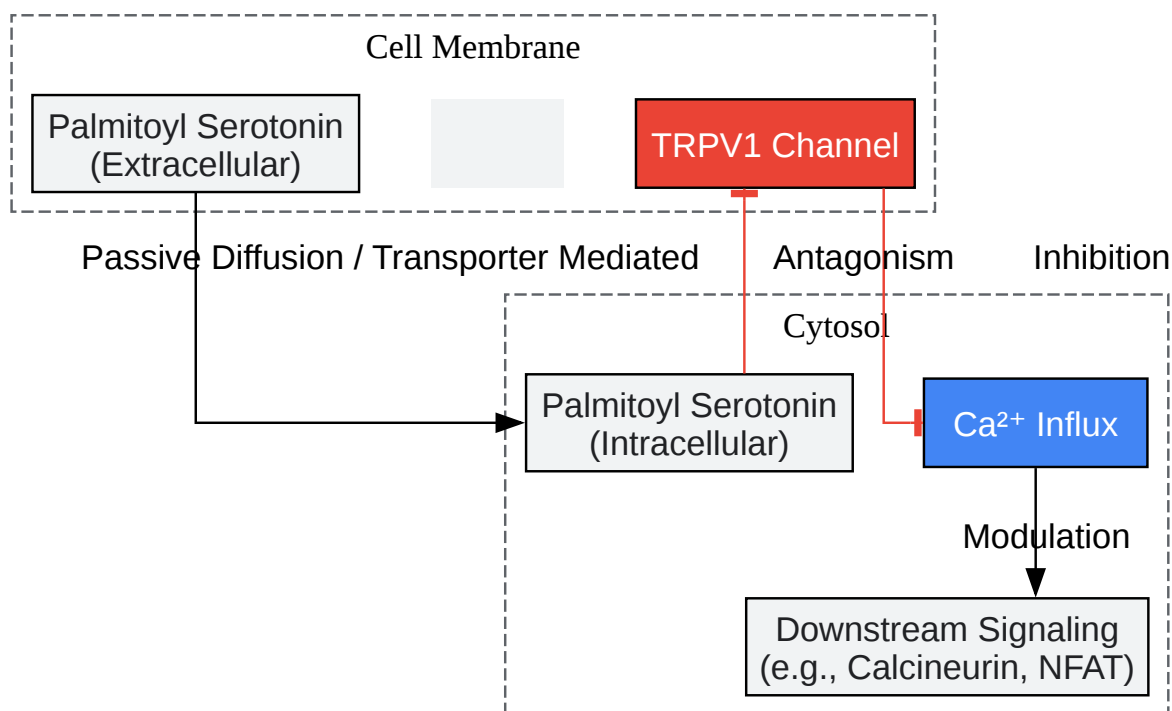 Cell Membrane
Palmitoyl Serotonin
(Extracellular)
TRPV1 Channel
Passive Diffusion / Transporter Mediated
Antagonism
Inhibition
Cytosol
Palmitoyl Serotonin
(Intracellular)
Ca²⁺ Influx
Modulation
Downstream Signaling
(e.g., Calcineurin, NFAT)